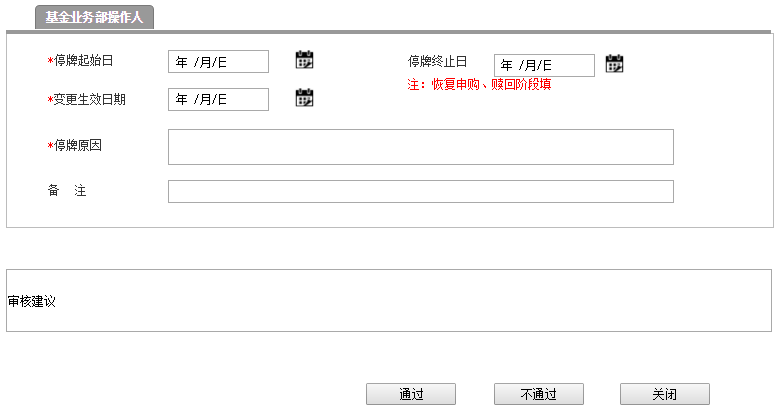 基金业务部操作人
*停牌起始日 年 /月/日 停牌终止日 年 /月/日
注：恢复申购、赎回阶段填
*变更生效日期 年 /月/日
*停牌原因
备 注
审核建议
通过 不通过 关闭